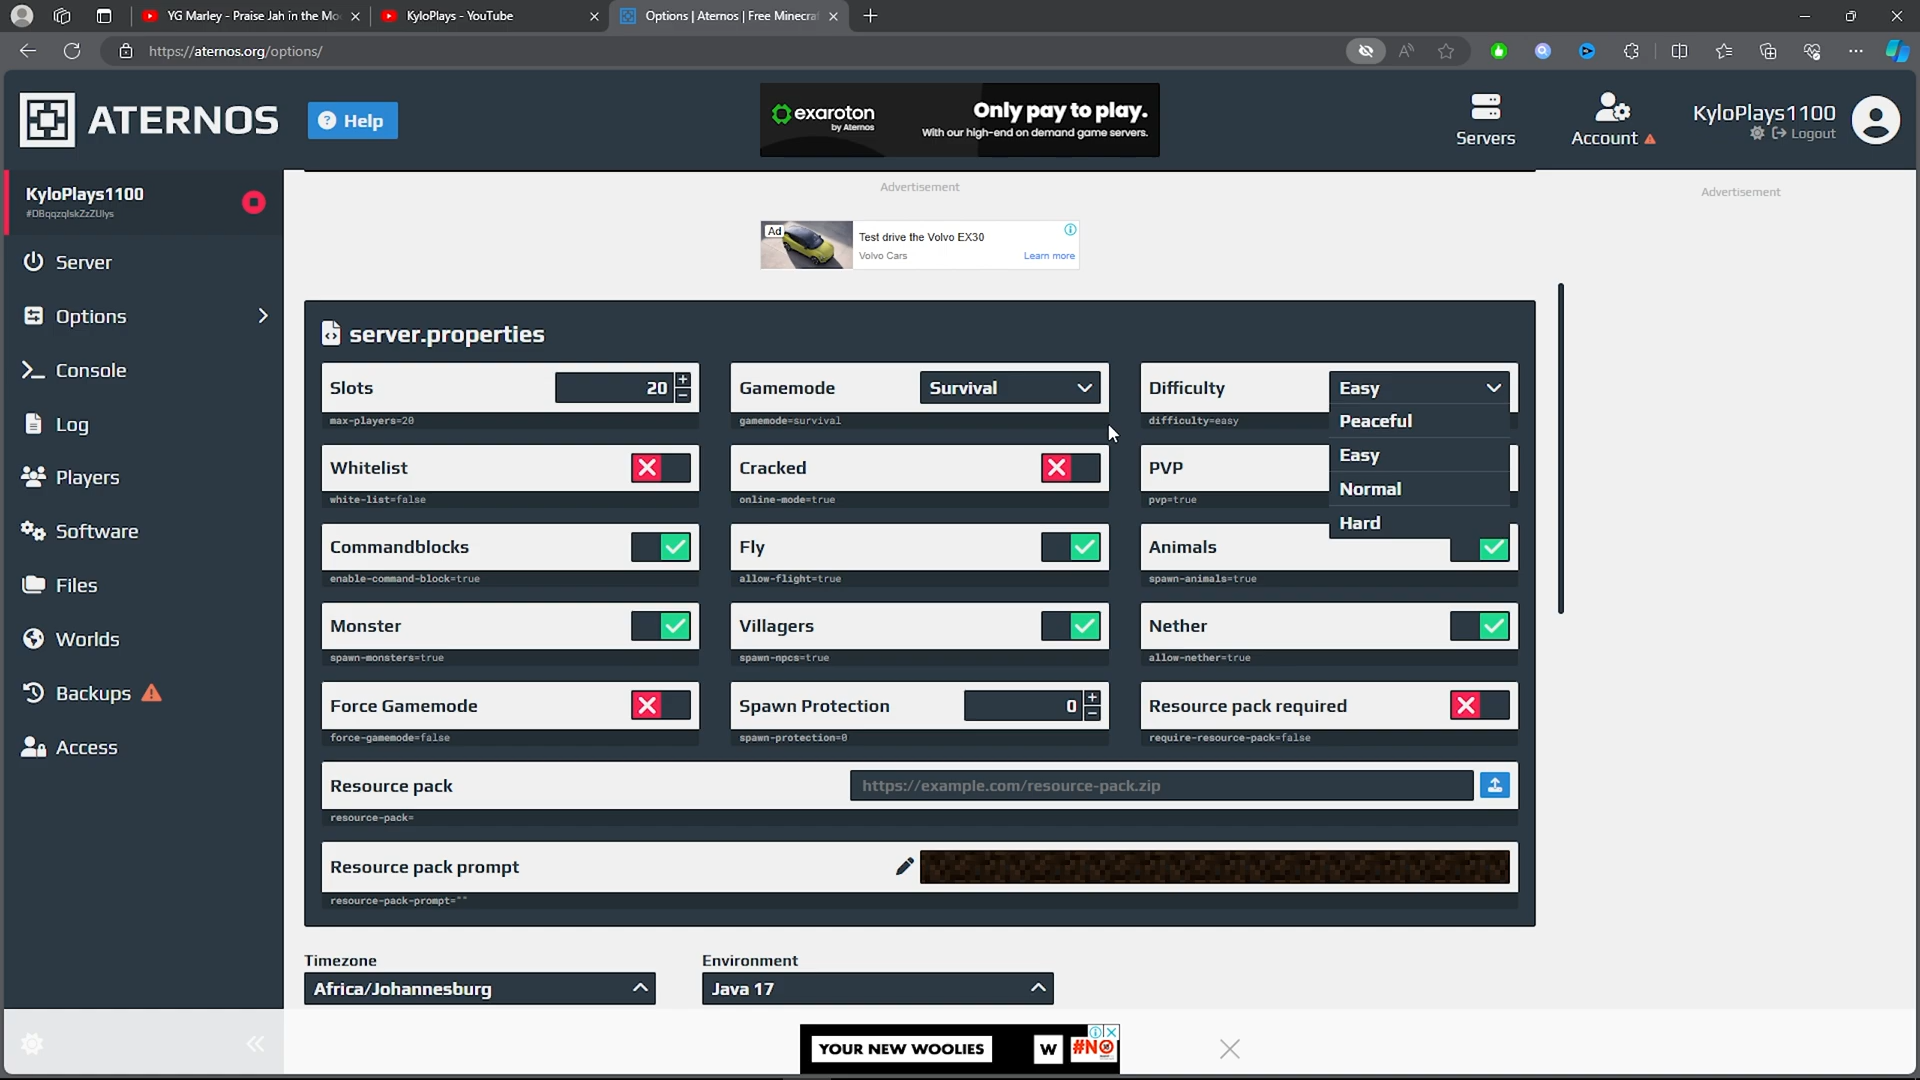 YG Marley - Praise Jah in the Mo
KyloPlays - YouTube
Options | Aternos | Free Minecra
https://aternos.org/options/
ATERNOS
Help
exaroton
by Aternos
Only pay to play.
With our high-end on demand game servers.
Servers
Account
KyloPlays1100
Logout
KyloPlays1100
Advertisement
Advertisement
Ad
Test drive the Volvo EX30
Volvo Cars
Learn more
Server
Options
Console
Log
Players
Software
Files
Worlds
Backups
Access
server.properties
Slots
20
max-players=20
Gamemode
Survival
gamemode=survival
Difficulty
Easy
difficulty=easy
Peaceful
Easy
Normal
Hard
Whitelist
white-list=false
Cracked
online-mode=true
PVP
pvp=true
Commandblocks
enable-command-block=true
Fly
allow-flight=true
Animals
spawn-animals=true
Monster
spawn-monsters=true
Villagers
spawn-npcs=true
Nether
allow-nether=true
Force Gamemode
force-gamemode=false
Spawn Protection
0
spawn-protection=0
Resource pack required
require-resource-pack=false
Resource pack
https://example.com/resource-pack.zip
resource-pack=
Resource pack prompt
resource-pack-prompt=""
Timezone
Africa/Johannesburg
Environment
Java 17
YOUR NEW WOOLIES
W
#NO